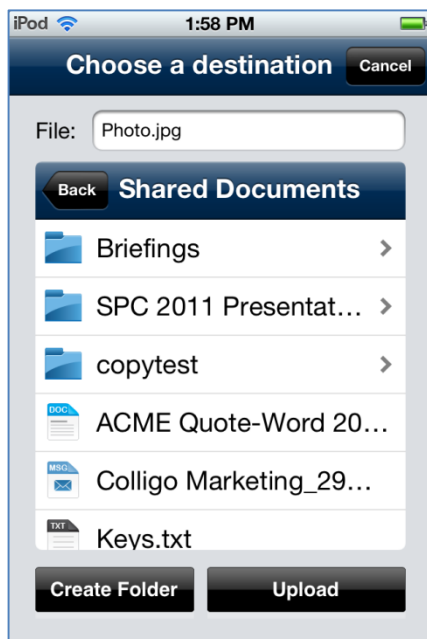 iPod 1:58 PM
Choose a destination Cancel
File: Photo.jpg
Back Shared Documents
Briefings
SPC 2011 Presentat...
copytest
DOC ACME Quote-Word 20...
MSG Colligo Marketing_29...
TXT Keys.txt
Create Folder Upload